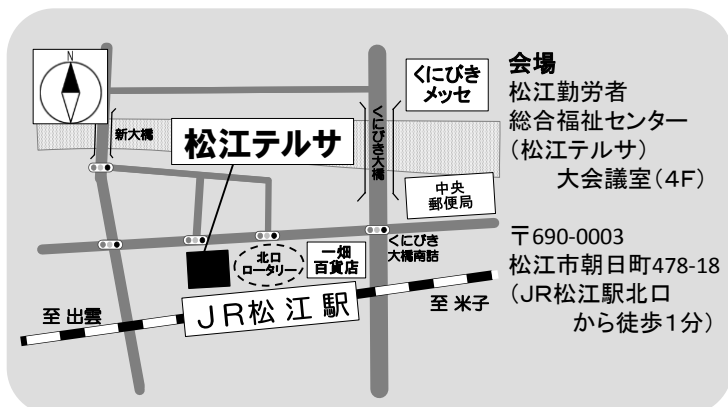 N
くにびき
メッセ
新大橋
松江テルサ
くにびき大橋
中央
郵便局
北口
ロータリー
一畑
百貨店
くにびき
大橋南詰
JR松江駅
至 出雲
至 米子
会場
松江勤労者
総合福祉センター
(松江テルサ)
大会議室(4F)
〒690-0003
松江市朝日町478-18
(JR松江駅北口
から徒歩1分)